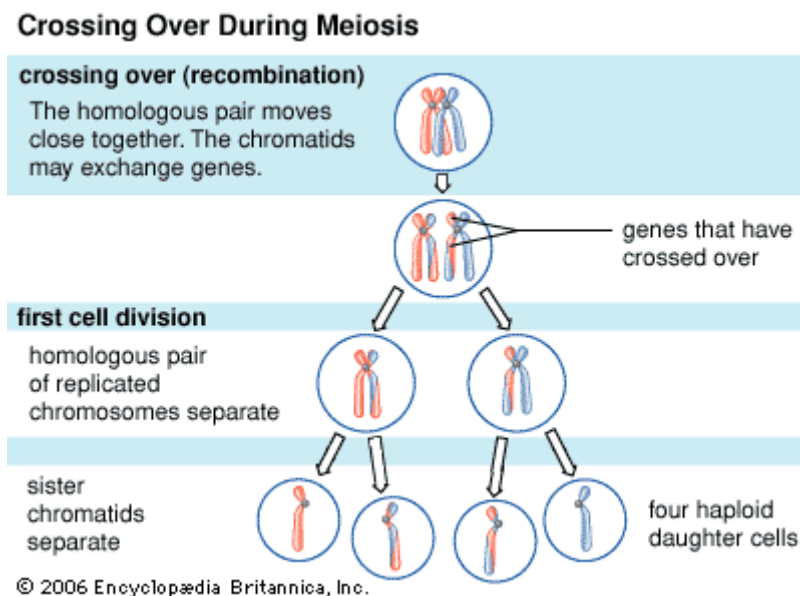 Crossing Over During Meiosis
crossing over (recombination)
The homologous pair moves
close together. The chromatids
may exchange genes.
genes that have
crossed over
first cell division
homologous pair
of replicated
chromosomes separate
sister
chromatids
separate
four haploid
daughter cells
© 2006 Encyclopædia Britannica, Inc.